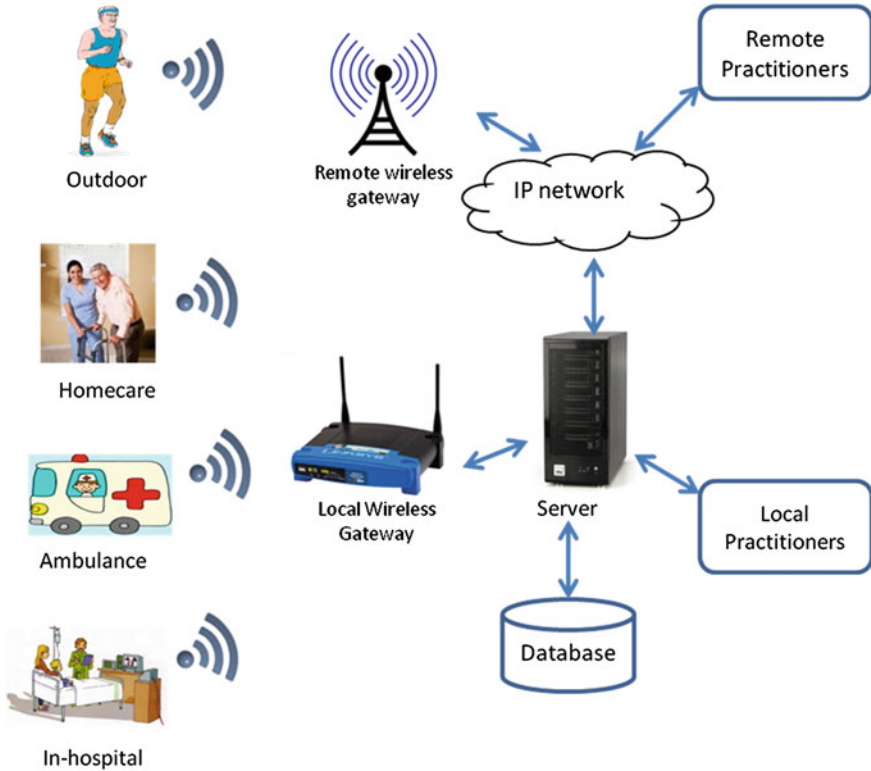 Outdoor
Remote wireless
gateway
IP network
Remote
Practitioners
Homecare
LINKSYS
Local Wireless
Gateway
Server
Local
Practitioners
Ambulance
Database
In-hospital